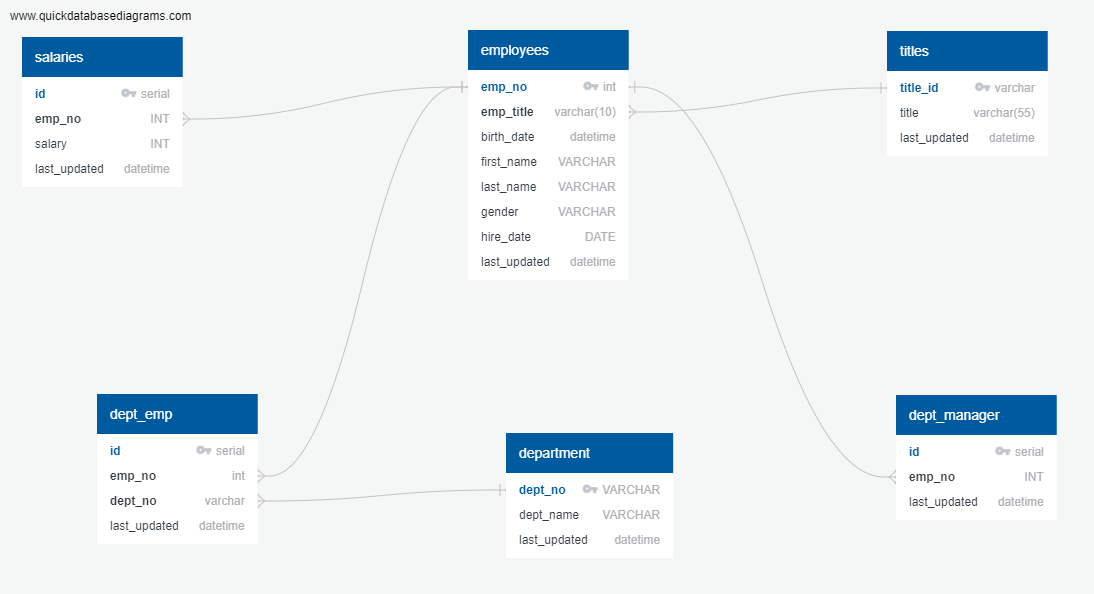 www.quickdatabasediagrams.com
salaries
id serial
emp_no INT
salary INT
last_updated datetime
employees
emp_no int
emp_title varchar(10)
birth_date datetime
first_name VARCHAR
last_name VARCHAR
gender VARCHAR
hire_date DATE
last_updated datetime
titles
title_id varchar
title varchar(55)
last_updated datetime
dept_emp
id serial
emp_no int
dept_no varchar
last_updated datetime
department
dept_no VARCHAR
dept_name VARCHAR
last_updated datetime
dept_manager
id serial
emp_no INT
last_updated datetime